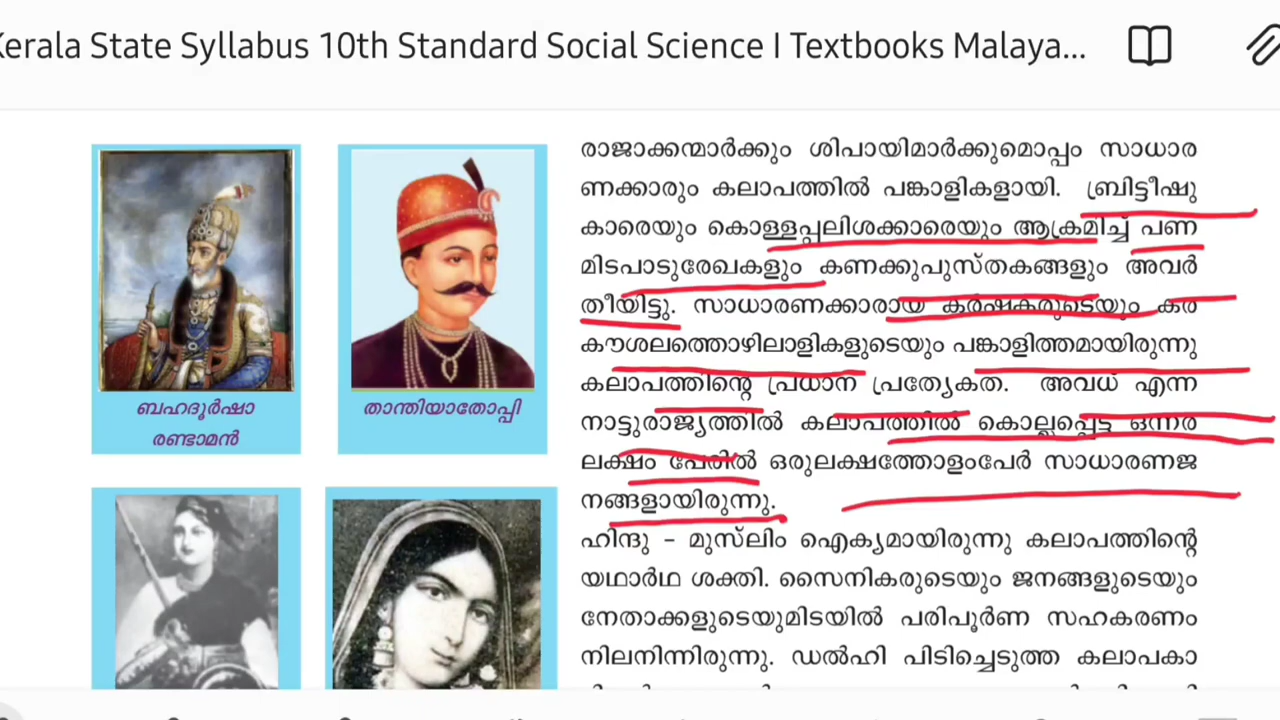 Kerala State Syllabus 10th Standard Social Science I Textbooks Malaya...
ബഹദൂർഷാ
രണ്ടാമൻ
താന്തിയാതോപ്പി
രാജാക്കന്മാർക്കും ശിപായിമാർക്കുമൊപ്പം സാധാര
ണക്കാരും കലാപത്തിൽ പങ്കാളികളായി. ബ്രിട്ടീഷു
കാരെയും കൊള്ളപ്പലിശക്കാരെയും ആക്രമിച്ച് പണ
മിടപാടുരേഖകളും കണക്കുപുസ്തകങ്ങളും അവർ
തീയിട്ടു. സാധാരണക്കാരായ കർഷകരുടെയും കര
കൗശലത്തൊഴിലാളികളുടെയും പങ്കാളിത്തമായിരുന്നു
കലാപത്തിന്റെ പ്രധാന പ്രത്യേകത. അവധ് എന്ന
നാട്ടുരാജ്യത്തിൽ കലാപത്തിൽ കൊല്ലപ്പെട്ട ഒന്നര
ലക്ഷം പേരിൽ ഒരുലക്ഷത്തോളംപേർ സാധാരണജ
നങ്ങളായിരുന്നു.
ഹിന്ദു – മുസ്‌ലിം ഐക്യമായിരുന്നു കലാപത്തിന്റെ
യഥാർഥ ശക്തി. സൈനികരുടെയും ജനങ്ങളുടെയും
നേതാക്കളുടെയുമിടയിൽ പരിപൂർണ സഹകരണം
നിലനിന്നിരുന്നു. ഡൽഹി പിടിച്ചെടുത്ത കലാപകാ